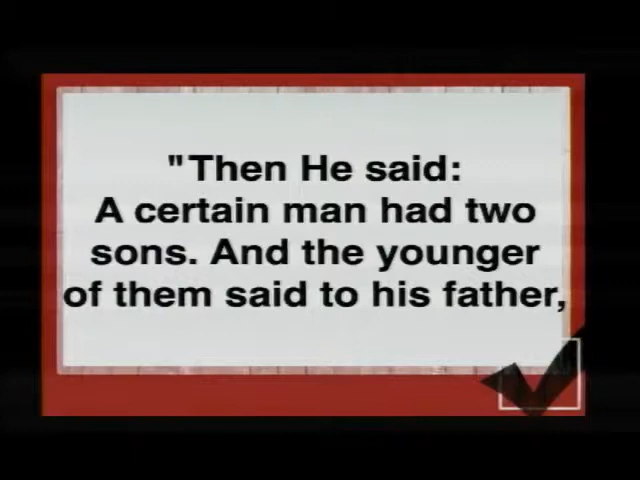 "Then He said:
A certain man had two
sons. And the younger
of them said to his father,